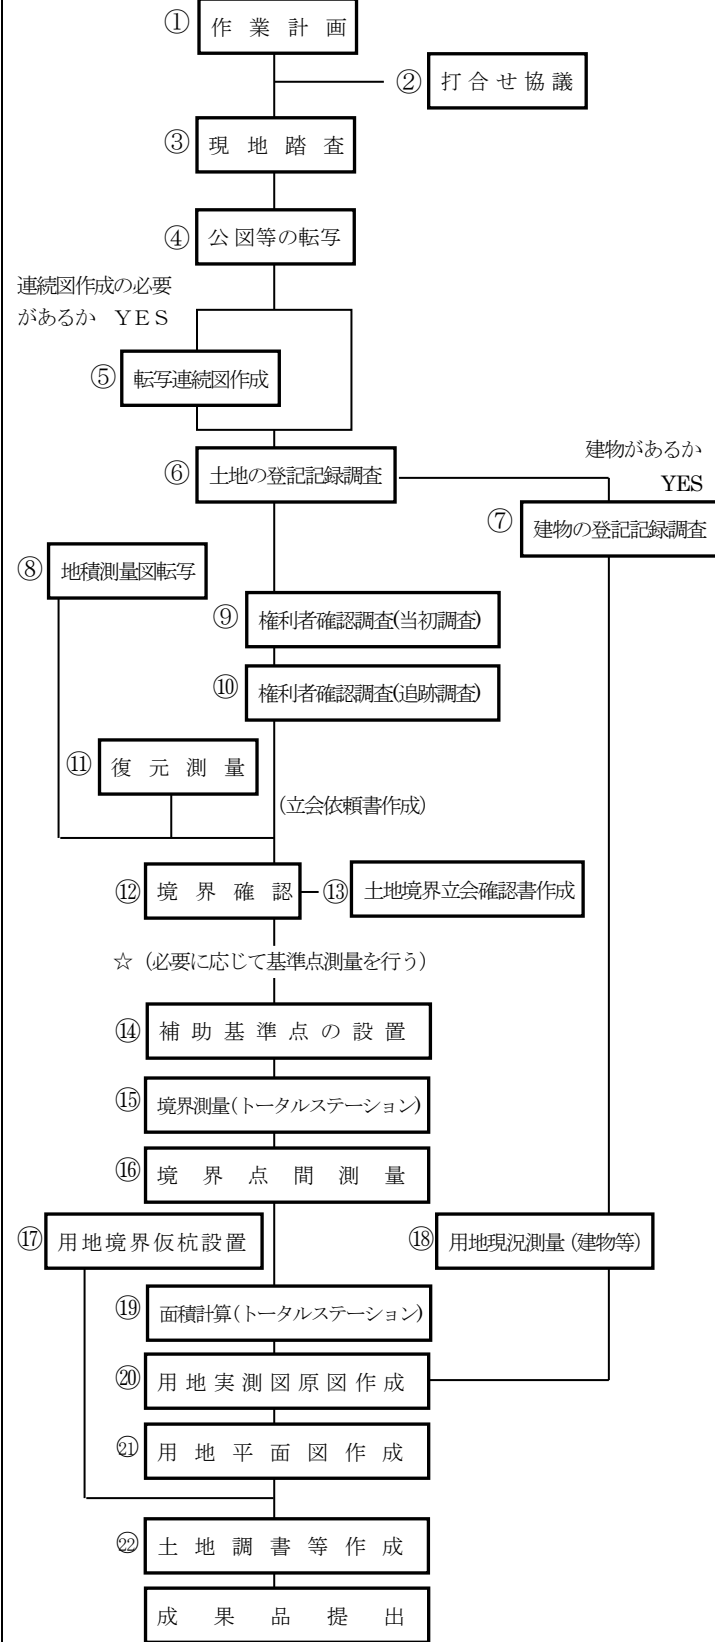 ① 作業計画
② 打合せ協議
③ 現地踏査
④ 公図等の転写
連続図作成の必要
があるか YES
⑤ 転写連続図作成
⑥ 土地の登記記録調査
建物があるか
YES
⑦ 建物の登記記録調査
⑧ 地積測量図転写
⑨ 権利者確認調査(当初調査)
⑩ 権利者確認調査(追跡調査)
⑪ 復元測量
(立会依頼書作成)
⑫ 境界確認
⑬ 土地境界立会確認書作成
☆(必要に応じて基準点測量を行う)
⑭ 補助基準点の設置
⑮ 境界測量(トータルステーション)
⑯ 境界点間測量
⑰ 用地境界仮杭設置
⑱ 用地現況測量(建物等)
⑲ 面積計算(トータルステーション)
⑳ 用地実測図原図作成
㉑ 用地平面図作成
㉒ 土地調書等作成
成果品提出